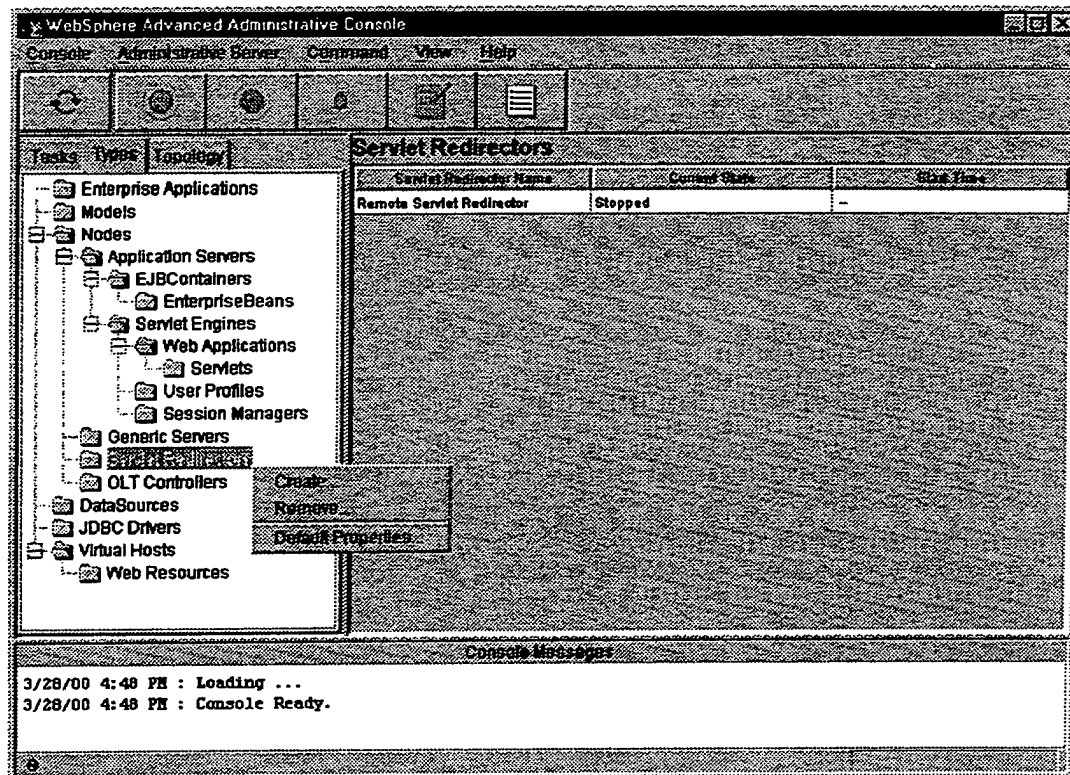 WebSphere Advanced Administrative Console
Console Administrative Server Command View Help
Tasks Types Topology
Servlet Redirectors
Servlet Redirector Name Current State Start Time
Remote Servlet Redirector Stopped --
Enterprise Applications
Models
Nodes
Application Servers
EJBContainers
EnterpriseBeans
Servlet Engines
Web Applications
Servlets
User Profiles
Session Managers
Generic Servers
OLT Controllers
DataSources
JDBC Drivers
Virtual Hosts
Web Resources
Create...
Remove...
Default Properties...
Console Messages
3/28/00 4:48 PM : Loading ...
3/28/00 4:48 PM : Console Ready.